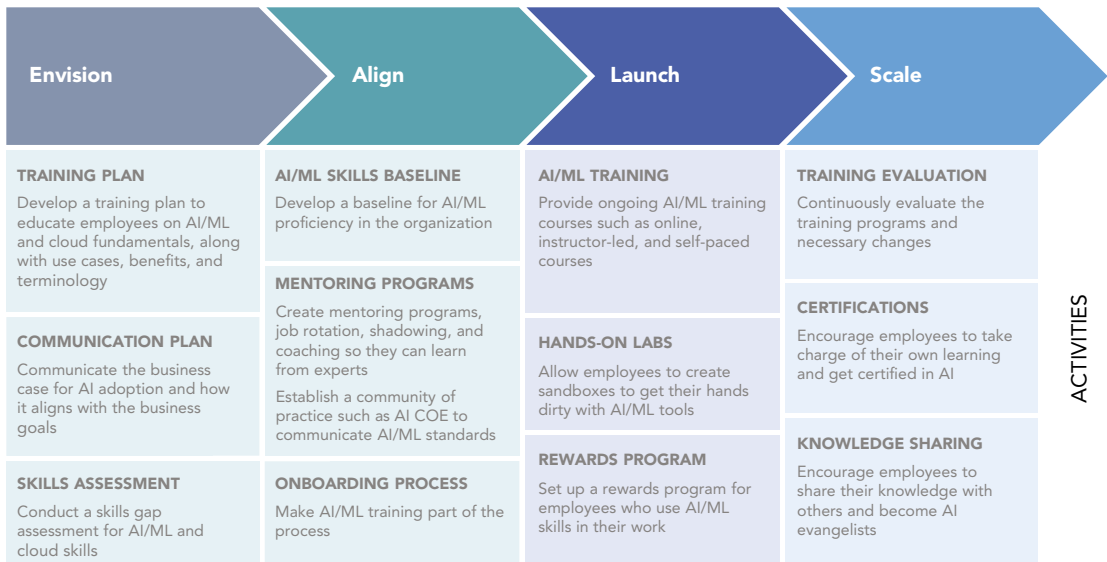 Envision
Align
Launch
Scale
TRAINING PLAN
Develop a training plan to
educate employees on AI/ML
and cloud fundamentals, along
with use cases, benefits, and
terminology
COMMUNICATION PLAN
Communicate the business
case for AI adoption and how
it aligns with the business
goals
SKILLS ASSESSMENT
Conduct a skills gap
assessment for AI/ML and
cloud skills
AI/ML SKILLS BASELINE
Develop a baseline for AI/ML
proficiency in the organization
MENTORING PROGRAMS
Create mentoring programs,
job rotation, shadowing, and
coaching so they can learn
from experts
Establish a community of
practice such as AI COE to
communicate AI/ML standards
ONBOARDING PROCESS
Make AI/ML training part of the
process
AI/ML TRAINING
Provide ongoing AI/ML training
courses such as online,
instructor-led, and self-paced
courses
HANDS-ON LABS
Allow employees to create
sandboxes to get their hands
dirty with AI/ML tools
REWARDS PROGRAM
Set up a rewards program for
employees who use AI/ML
skills in their work
TRAINING EVALUATION
Continuously evaluate the
training programs and
necessary changes
CERTIFICATIONS
Encourage employees to take
charge of their own learning
and get certified in AI
KNOWLEDGE SHARING
Encourage employees to
share their knowledge with
others and become AI
evangelists
ACTIVITIES